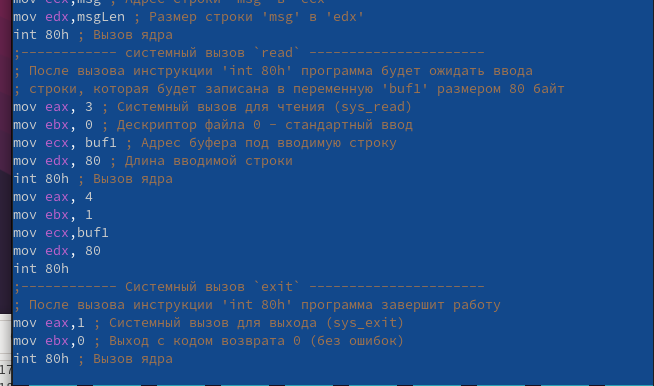 mov ecx,msg ; Адрес строки 'msg' в 'ecx'
mov edx,msgLen ; Размер строки 'msg' в 'edx'
int 80h ; Вызов ядра
;------------ системный вызов `read` -----------------------
; После вызова инструкции 'int 80h' программа будет ожидать ввода
; строки, которая будет записана в переменную 'buf1' размером 80 байт
mov eax, 3 ; Системный вызов для чтения (sys_read)
mov ebx, 0 ; Дескриптор файла 0 - стандартный ввод
mov ecx, buf1 ; Адрес буфера под вводимую строку
mov edx, 80 ; Длина вводимой строки
int 80h ; Вызов ядра
mov eax, 4
mov ebx, 1
mov ecx,buf1
mov edx, 80
int 80h
;------------ Системный вызов `exit` -----------------------
; После вызова инструкции 'int 80h' программа завершит работу
mov eax,1 ; Системный вызов для выхода (sys_exit)
mov ebx,0 ; Выход с кодом возврата 0 (без ошибок)
int 80h ; Вызов ядра